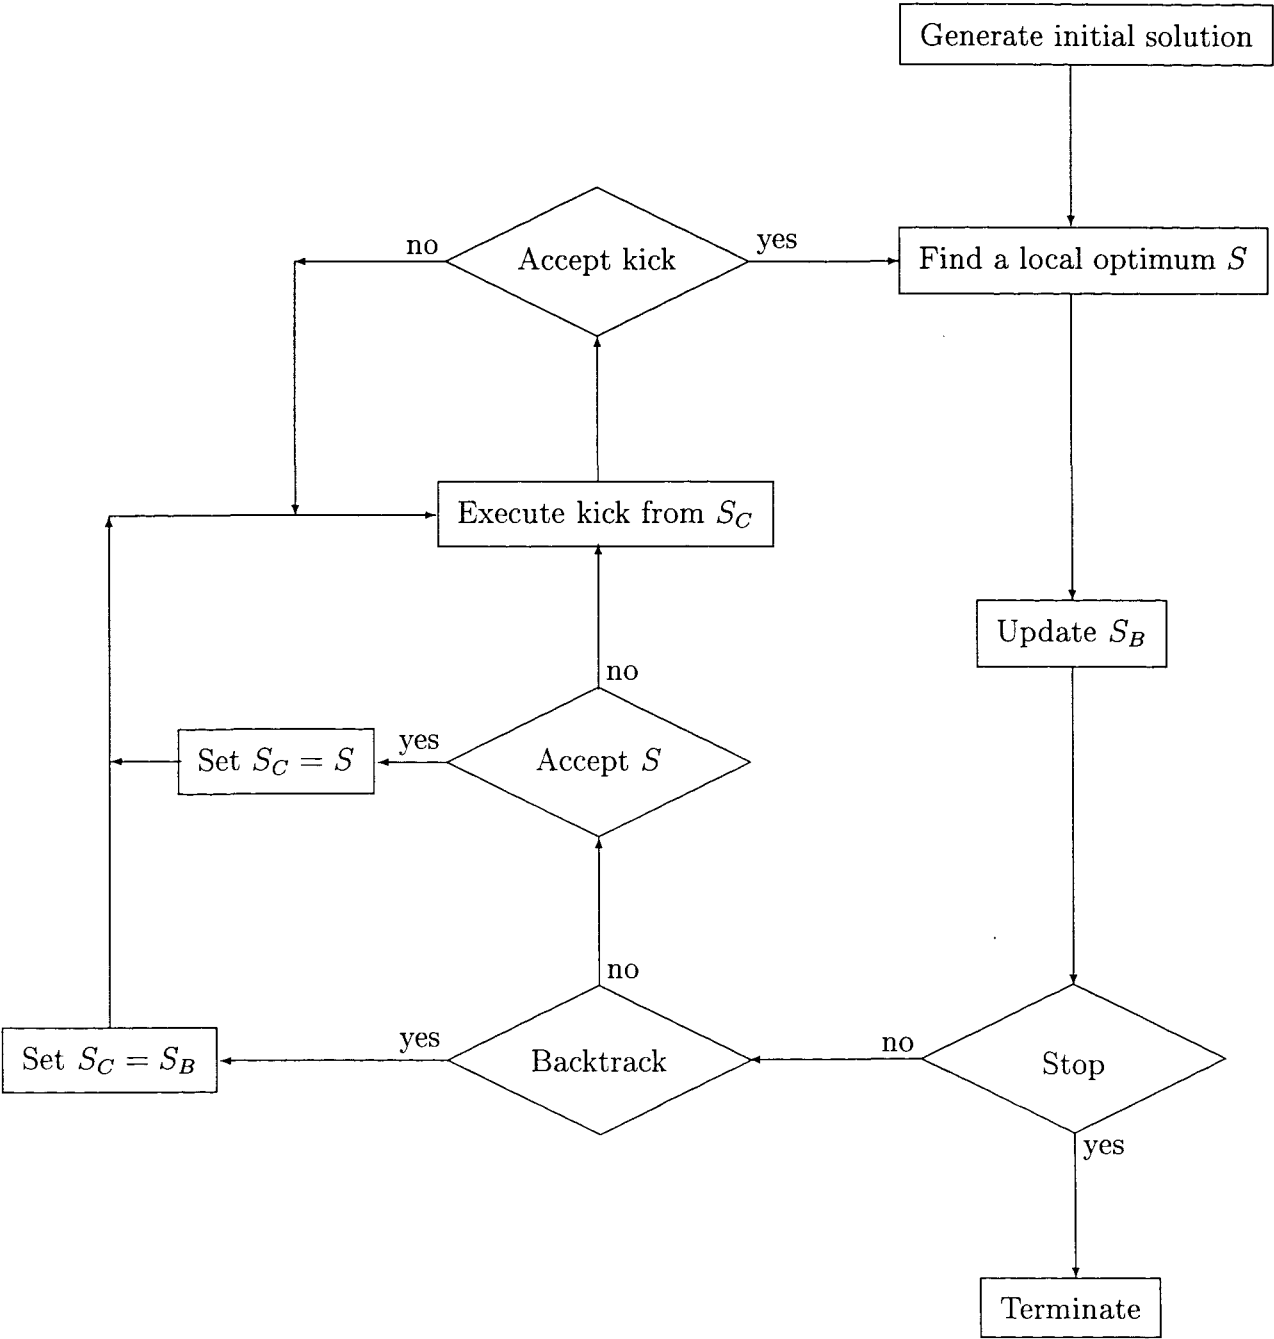 Generate initial solution
no
Accept kick
yes
Find a local optimum S
Execute kick from S_C
Update S_B
no
Set S_C = S
yes
Accept S
no
Set S_C = S_B
yes
Backtrack
no
Stop
yes
Terminate